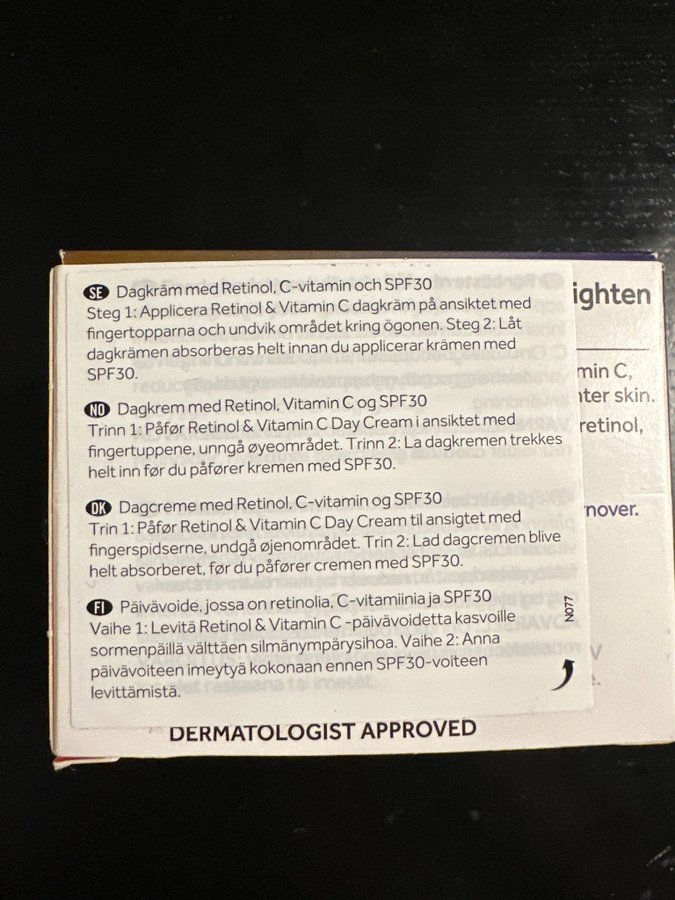 SE Dagkräm med Retinol, C-vitamin och SPF30
Steg 1: Applicera Retinol & Vitamin C dagkräm på ansiktet med
fingertopparna och undvik området kring ögonen. Steg 2: Låt
dagkrämen absorberas helt innan du applicerar krämen med
SPF30.
NO Dagkrem med Retinol, Vitamin C og SPF30
Trinn 1: Påfør Retinol & Vitamin C Day Cream i ansiktet med
fingertuppene, unngå øyeområdet. Trinn 2: La dagkremen trekkes
helt inn før du påfører kremen med SPF30.
DK Dagcreme med Retinol, C-vitamin og SPF30
Trin 1: Påfør Retinol & Vitamin C Day Cream til ansigtet med
fingerspidserne, undgå øjenområdet. Trin 2: Lad dagcremen blive
helt absorberet, før du påfører cremen med SPF30.
FI Päivävoide, jossa on retinolia, C-vitamiinia ja SPF30
Vaihe 1: Levitä Retinol & Vitamin C -päivävoidetta kasvoille
sormenpäillä välttäen silmänympärysihoa. Vaihe 2: Anna
päivävoiteen imeytyä kokonaan ennen SPF30-voiteen
levittämistä.
N077
ighten
min C,
ter skin.
retinol,
nover.
DERMATOLOGIST APPROVED